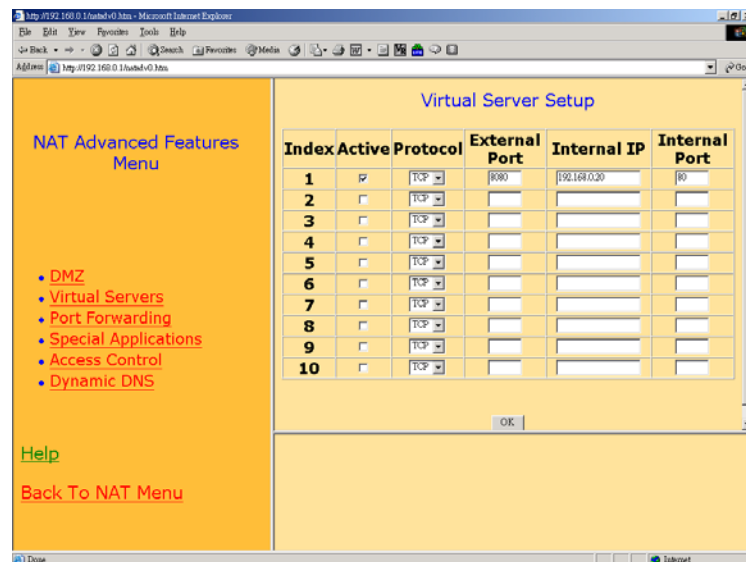 http://192.168.0.1/natadv0.htm - Microsoft Internet Explorer
File Edit View Favorites Tools Help
Back Search Favorites Media
Address http://192.168.0.1/natadv0.htm Go
NAT Advanced Features
Menu
DMZ
Virtual Servers
Port Forwarding
Special Applications
Access Control
Dynamic DNS
Help
Back To NAT Menu
Virtual Server Setup
Index Active Protocol External Port Internal IP Internal Port
1 TCP 8080 192.168.0.20 80
2 TCP
3 TCP
4 TCP
5 TCP
6 TCP
7 TCP
8 TCP
9 TCP
10 TCP
OK
Done Internet